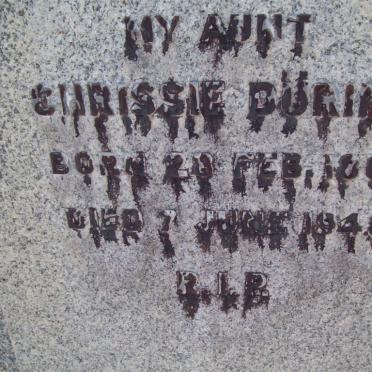 MY AUNT
CHRISSIE
BORN 20 FEB.
DIED 7 JUNE
R.I.P.